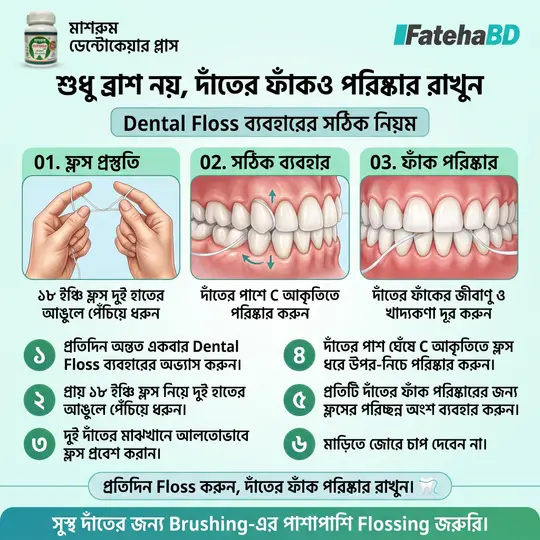 মাশরুম
ডেন্টোকেয়ার প্লাস
FatehaBD
শুধু ব্রাশ নয়, দাঁতের ফাঁকও পরিষ্কার রাখুন
Dental Floss ব্যবহারের সঠিক নিয়ম
01. ফ্লস প্রস্তুতি
02. সঠিক ব্যবহার
03. ফাঁক পরিষ্কার
১৮ ইঞ্চি ফ্লস দুই হাতের
আঙুলে পেঁচিয়ে ধরুন
দাঁতের পাশে C আকৃতিতে
পরিষ্কার করুন
দাঁতের ফাঁকের জীবাণু ও
খাদ্যকণা দূর করুন
১ প্রতিদিন অন্তত একবার Dental
Floss ব্যবহারের অভ্যাস করুন।
২ প্রায় ১৮ ইঞ্চি ফ্লস নিয়ে দুই হাতের
আঙুলে পেঁচিয়ে ধরুন।
৩ দুই দাঁতের মাঝখানে আলতোভাবে
ফ্লস প্রবেশ করান।
৪ দাঁতের পাশ ঘেঁষে C আকৃতিতে ফ্লস
ধরে উপর-নিচে পরিষ্কার করুন।
৫ প্রতিটি দাঁতের ফাঁক পরিষ্কারের জন্য
ফ্লসের পরিচ্ছন্ন অংশ ব্যবহার করুন।
৬ মাড়িতে জোরে চাপ দেবেন না।
প্রতিদিন Floss করুন, দাঁতের ফাঁক পরিষ্কার রাখুন।
সুস্থ দাঁতের জন্য Brushing-এর পাশাপাশি Flossing জরুরি।